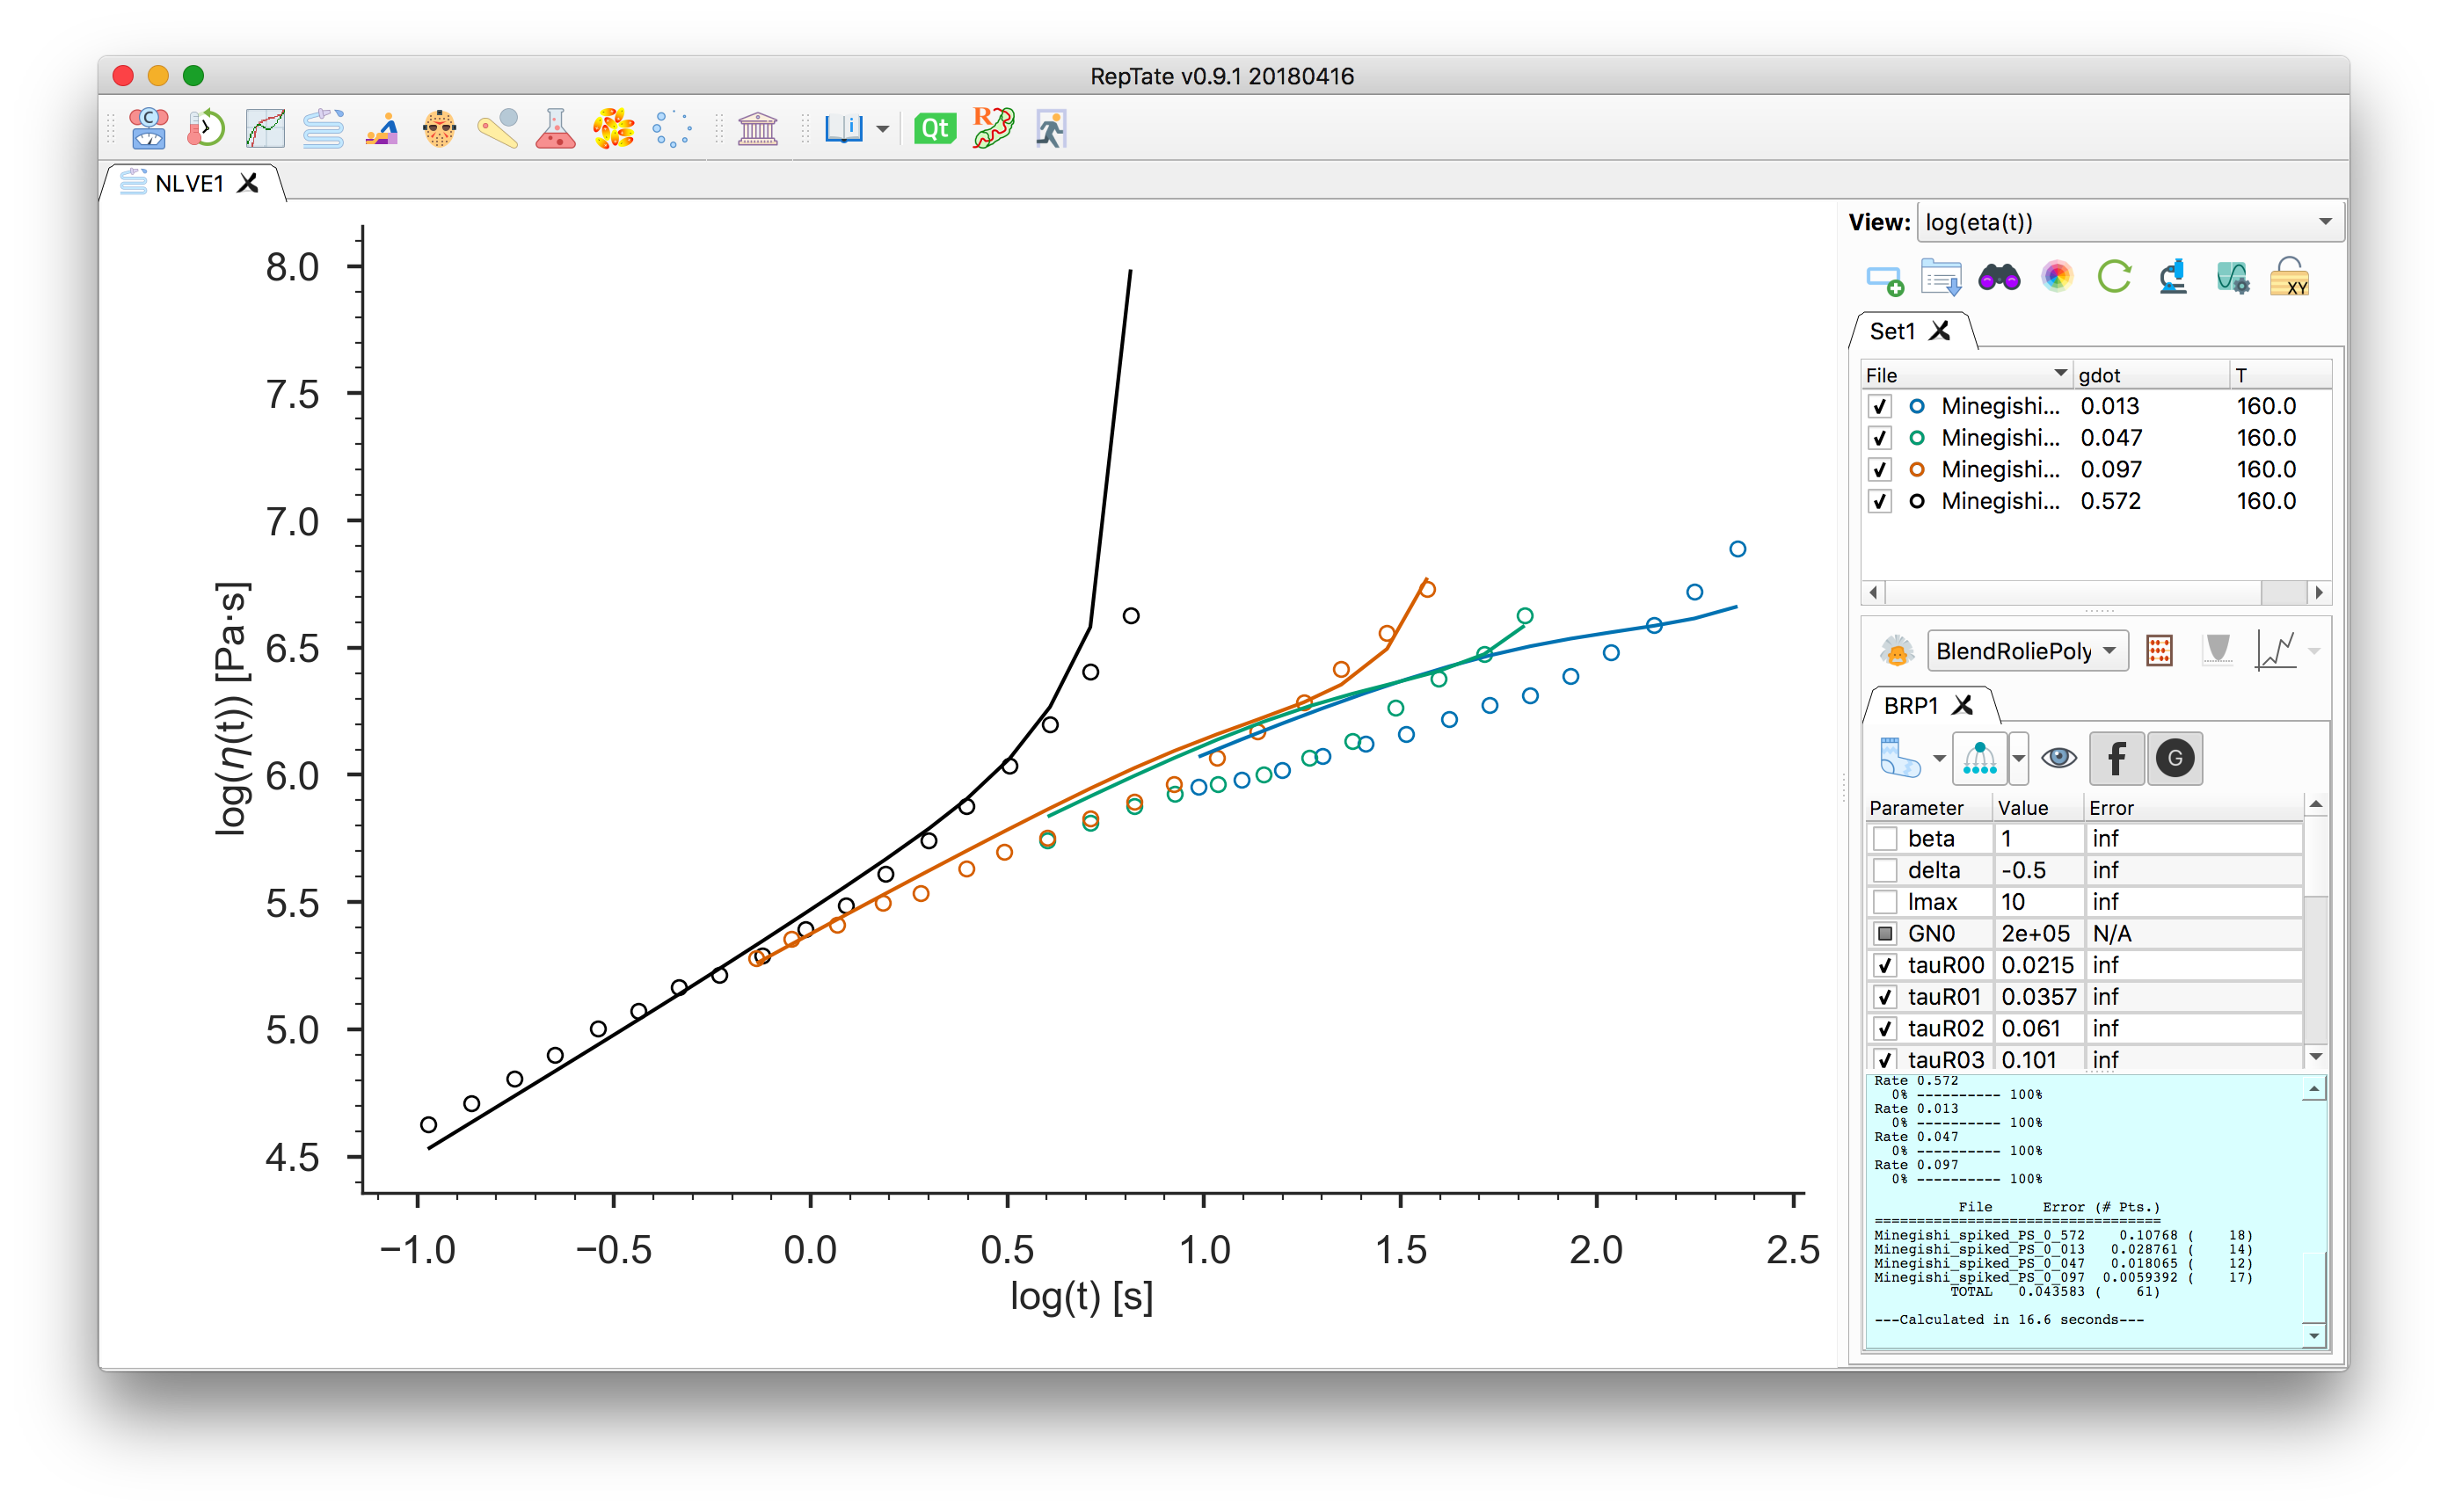 RepTate v0.9.1 20180416
C
i
Qt
R
NLVE1
View: log(eta(t))
XY
Set1
File gdot T
Minegishi... 0.013 160.0
Minegishi... 0.047 160.0
Minegishi... 0.097 160.0
Minegishi... 0.572 160.0
BlendRoliePoly
BRP1
f G
Parameter Value Error
beta 1 inf
delta -0.5 inf
lmax 10 inf
GN0 2e+05 N/A
tauR00 0.0215 inf
tauR01 0.0357 inf
tauR02 0.061 inf
tauR03 0.101 inf
Rate 0.572
0% ---------- 100%
Rate 0.013
0% ---------- 100%
Rate 0.047
0% ---------- 100%
Rate 0.097
0% ---------- 100%
File Error (# Pts.)
==================================
Minegishi_spiked_PS_0_572 0.10768 ( 18)
Minegishi_spiked_PS_0_013 0.028761 ( 14)
Minegishi_spiked_PS_0_047 0.018065 ( 12)
Minegishi_spiked_PS_0_097 0.0059392 ( 17)
TOTAL 0.043583 ( 61)
---Calculated in 16.6 seconds---
log(η(t)) [Pa·s]
8.0
7.5
7.0
6.5
6.0
5.5
5.0
4.5
−1.0 −0.5 0.0 0.5 1.0 1.5 2.0 2.5
log(t) [s]